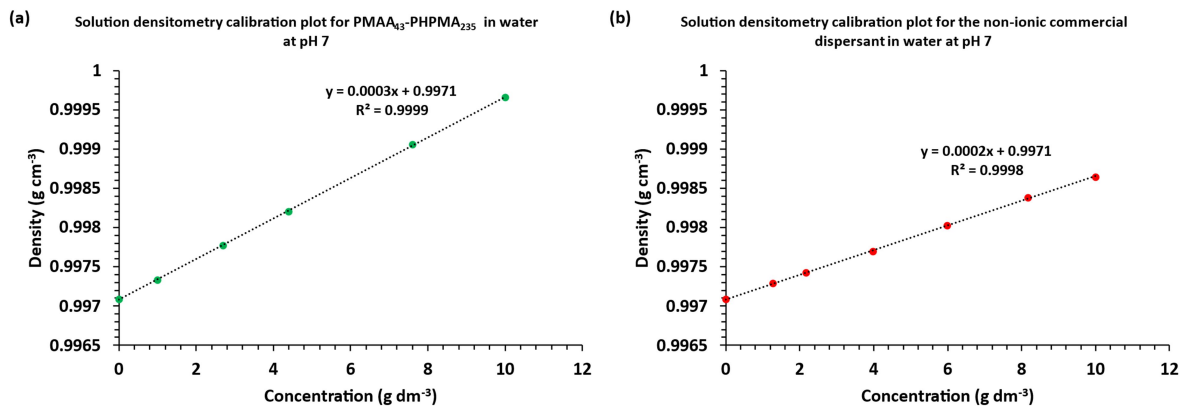 (a)
Solution densitometry calibration plot for PMAA₄₃-PHPMA₂₃₅ in water
at pH 7
y = 0.0003x + 0.9971
R² = 0.9999
1
0.9995
0.999
0.9985
0.998
0.9975
0.997
0.9965
Density (g cm⁻³)
0 2 4 6 8 10 12
Concentration (g dm⁻³)
(b)
Solution densitometry calibration plot for the non-ionic commercial
dispersant in water at pH 7
y = 0.0002x + 0.9971
R² = 0.9998
1
0.9995
0.999
0.9985
0.998
0.9975
0.997
0.9965
Density (g cm⁻³)
0 2 4 6 8 10 12
Concentration (g dm⁻³)